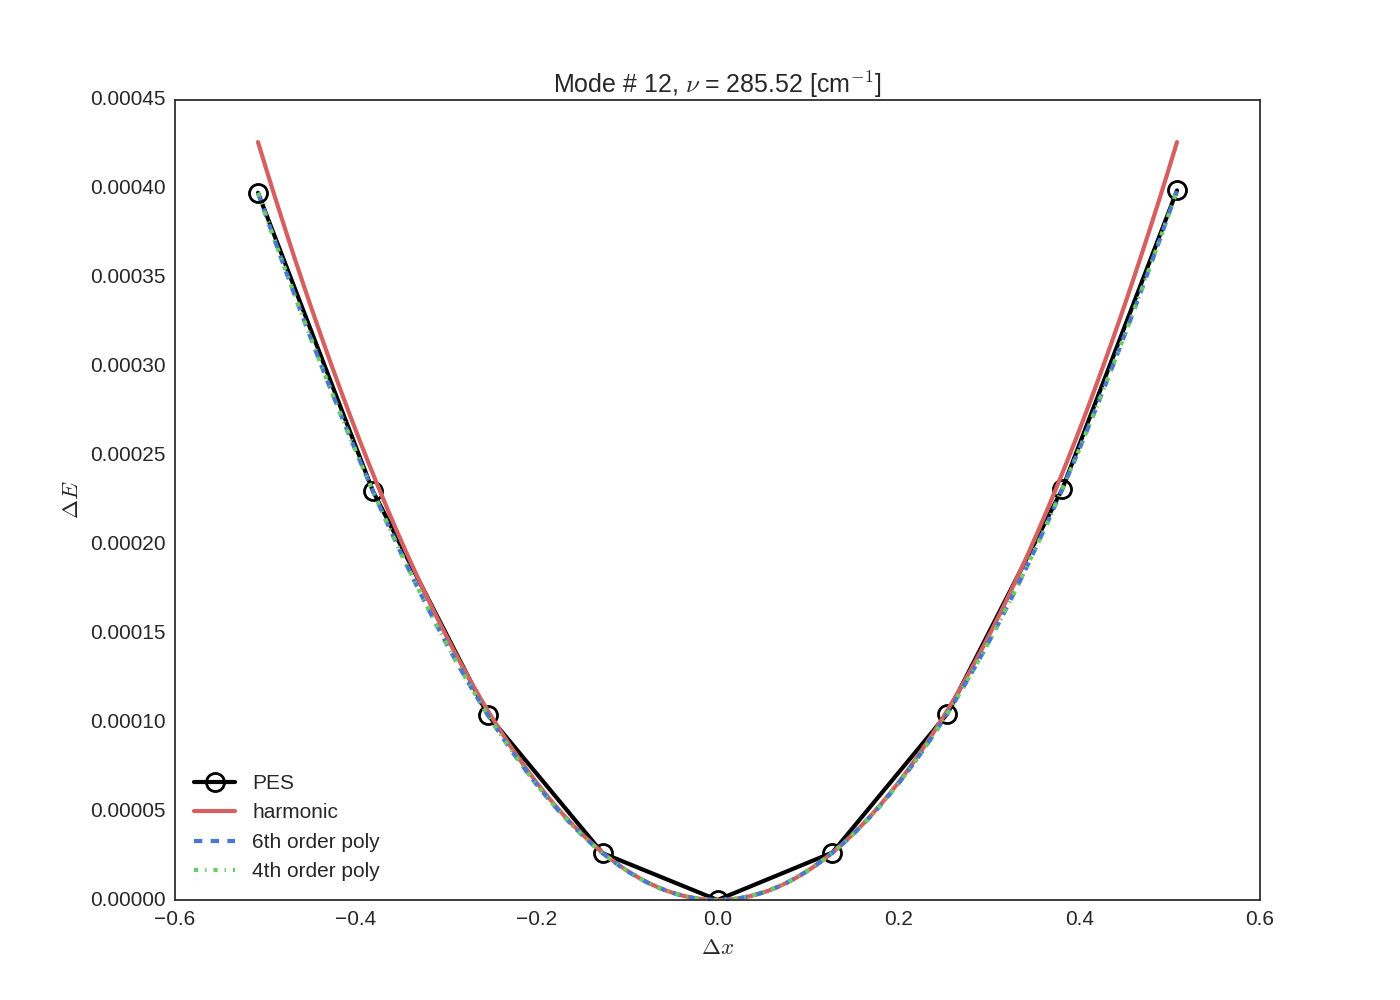 Mode # 12, ν = 285.52 [cm⁻¹]
0.00045
0.00040
0.00035
0.00030
0.00025
0.00020
0.00015
0.00010
0.00005
0.00000
ΔE
PES
harmonic
6th order poly
4th order poly
−0.6 −0.4 −0.2 0.0 0.2 0.4 0.6
Δx